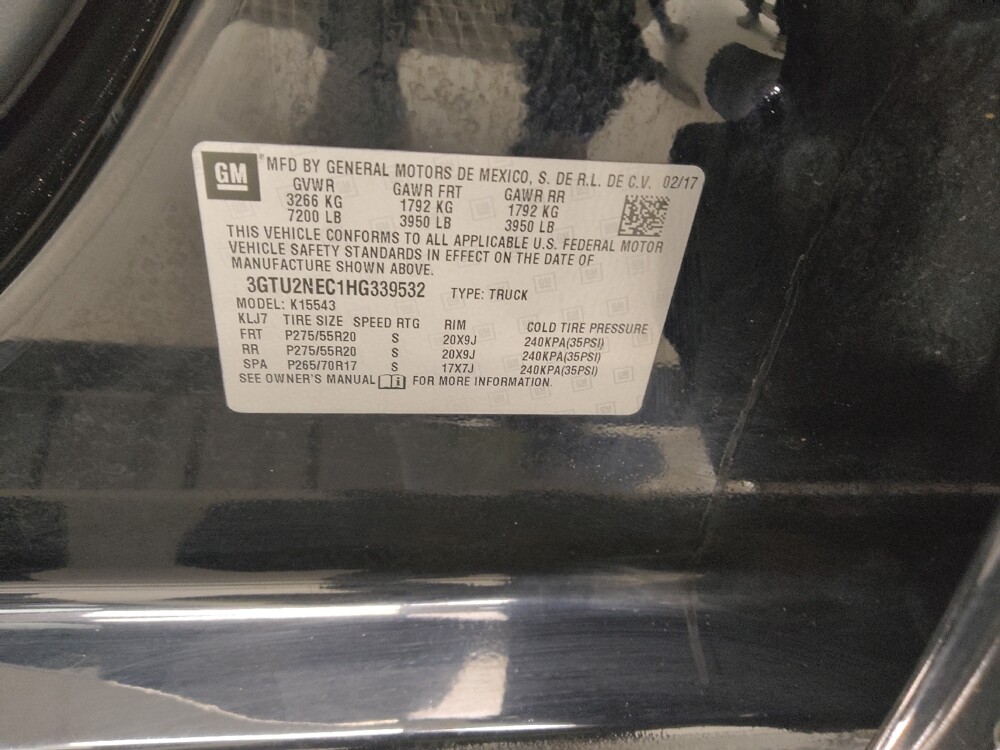 GM
MFD BY GENERAL MOTORS DE MEXICO, S. DE R.L. DE C.V. 02/17
GVWR GAWR FRT GAWR RR
3266 KG 1792 KG 1792 KG
7200 LB 3950 LB 3950 LB
THIS VEHICLE CONFORMS TO ALL APPLICABLE U.S. FEDERAL MOTOR
VEHICLE SAFETY STANDARDS IN EFFECT ON THE DATE OF
MANUFACTURE SHOWN ABOVE.
3GTU2NEC1HG339532 TYPE: TRUCK
MODEL: K15543
KLJ7 TIRE SIZE SPEED RTG RIM COLD TIRE PRESSURE
FRT P275/55R20 S 20X9J 240KPA(35PSI)
RR P275/55R20 S 20X9J 240KPA(35PSI)
SPA P265/70R17 S 17X7J 240KPA(35PSI)
SEE OWNER'S MANUAL FOR MORE INFORMATION.